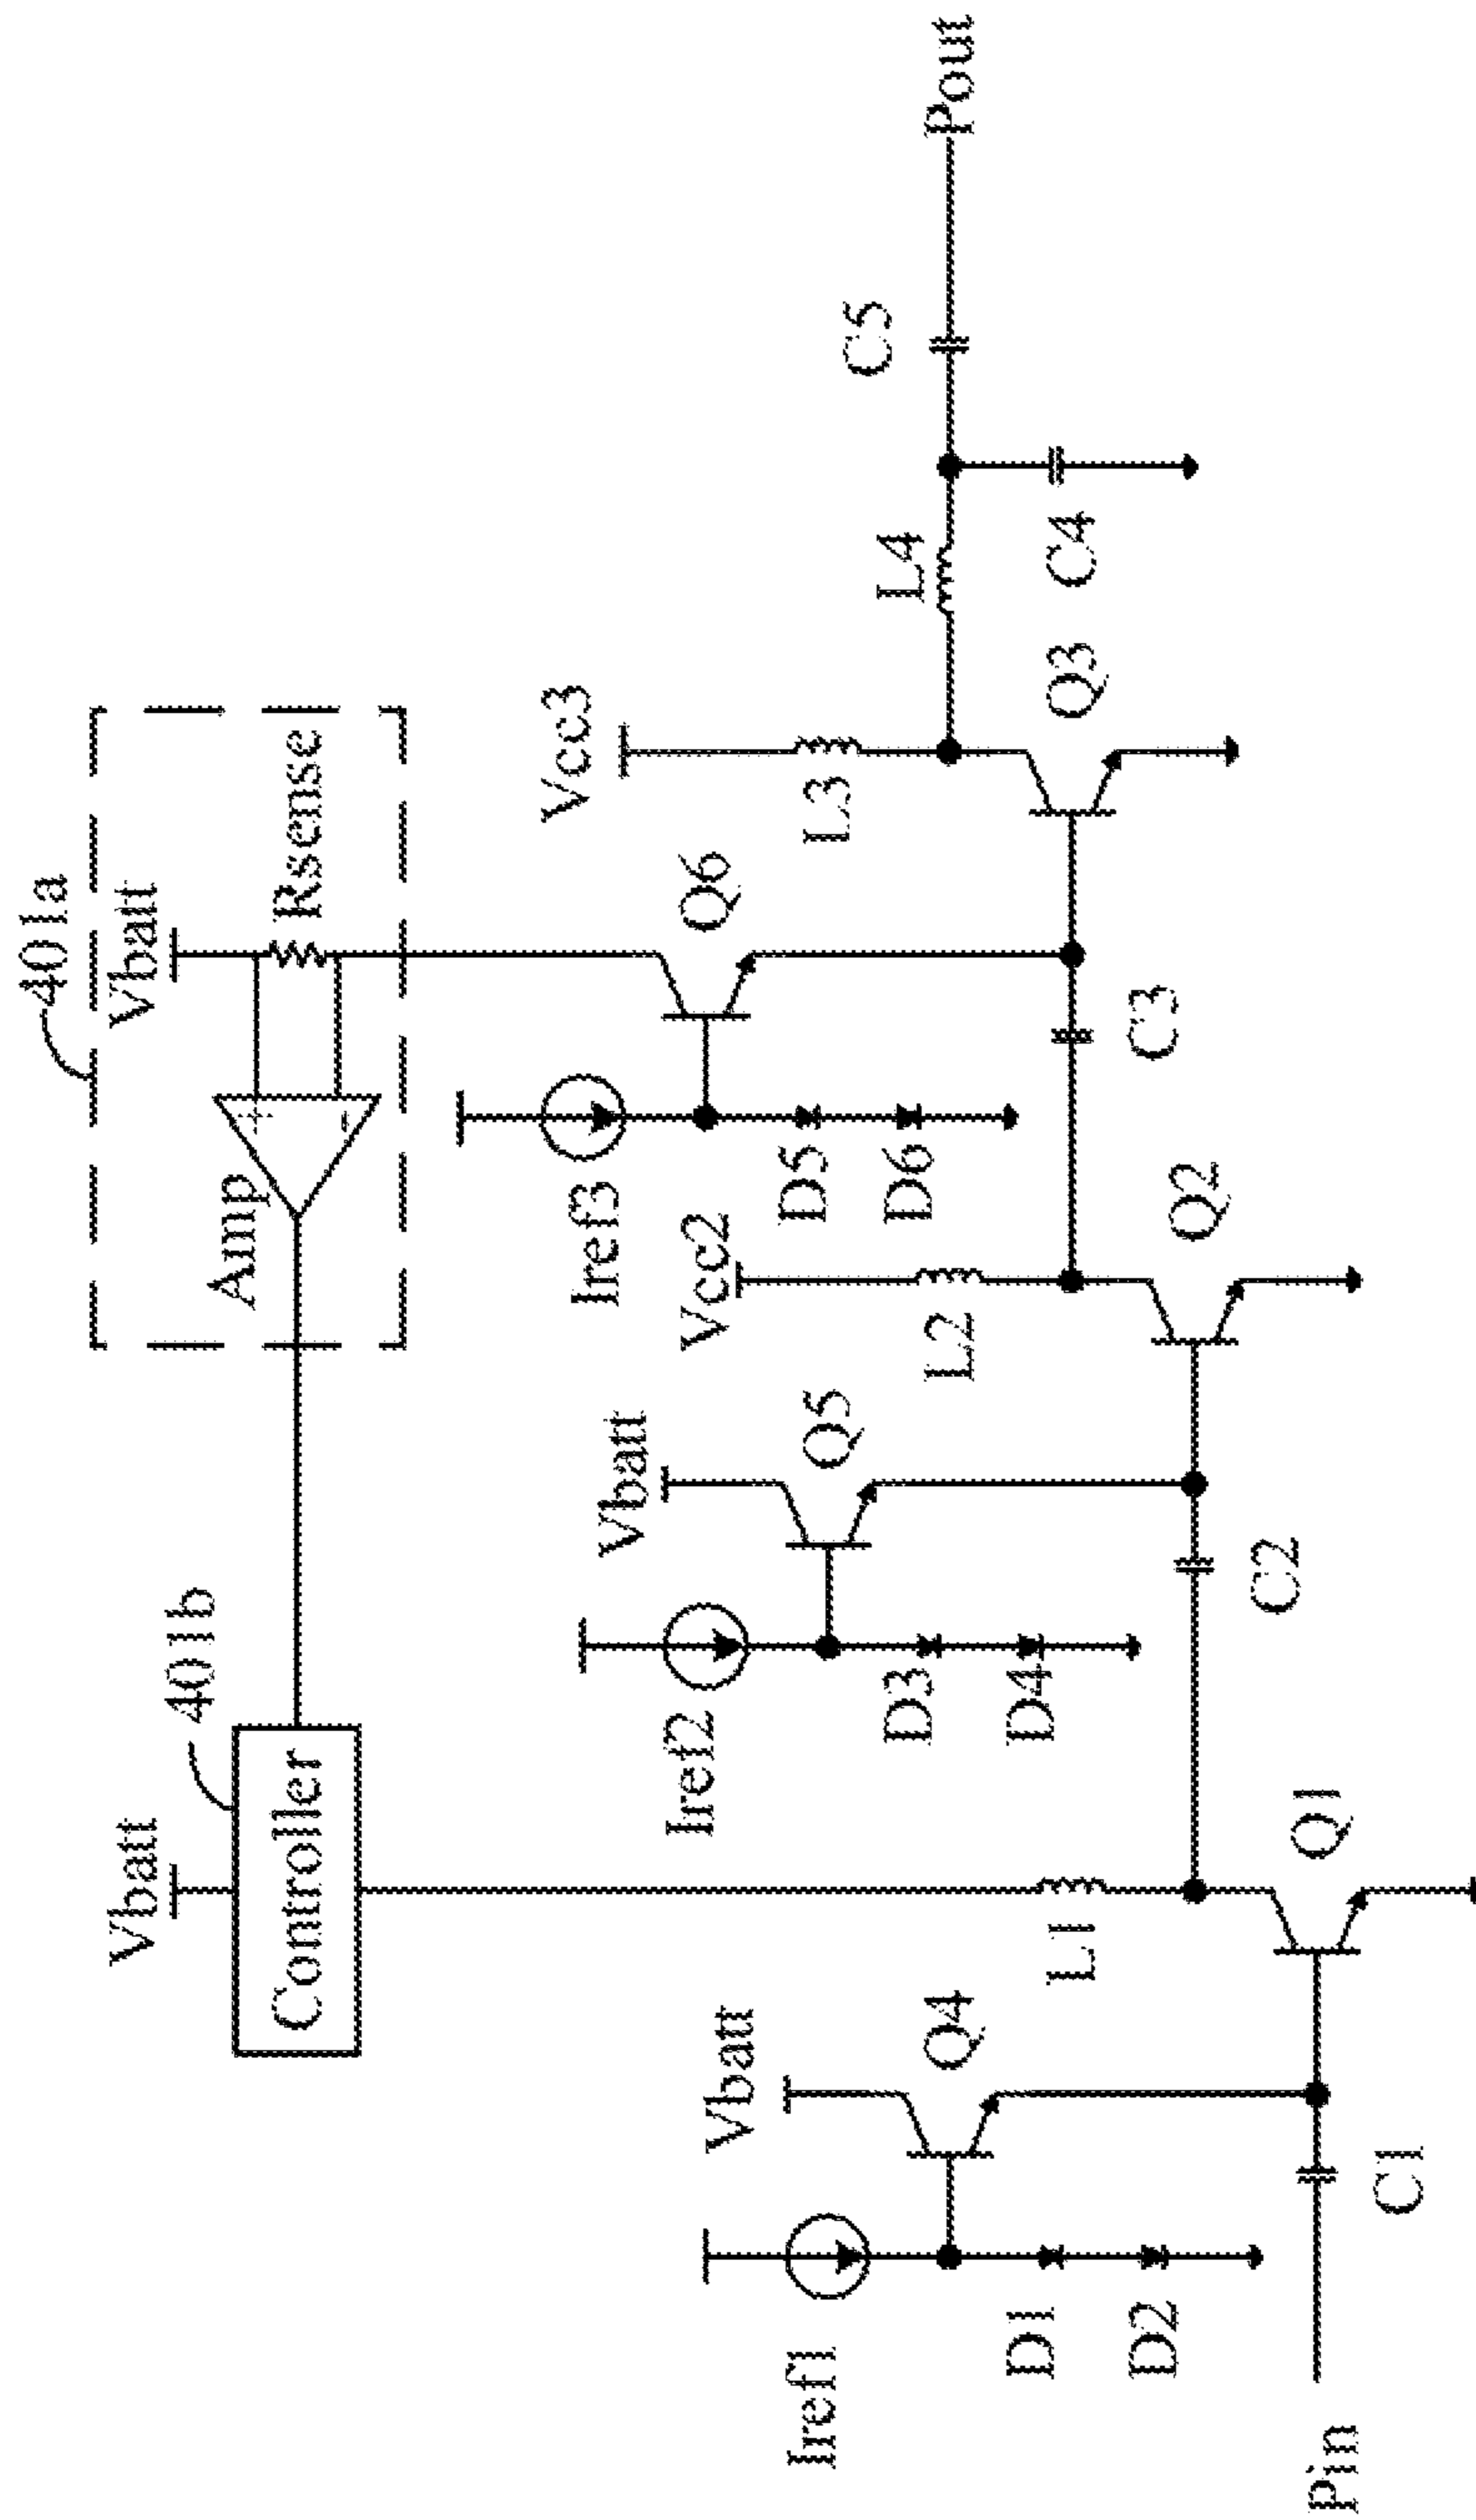 401a
Vbatt
Rsense
Amp
401b
Vbatt
Controller
Vcc3
L3
Q6
Iref3
D5
D6
Vcc2
L2
Vbatt
Q5
Iref2
D3
D4
Vbatt
Q4
Iref1
D1
D2
L1
Q1
C1
Pin
C2
Q2
C3
Q3
L4
C4
C5
Pout